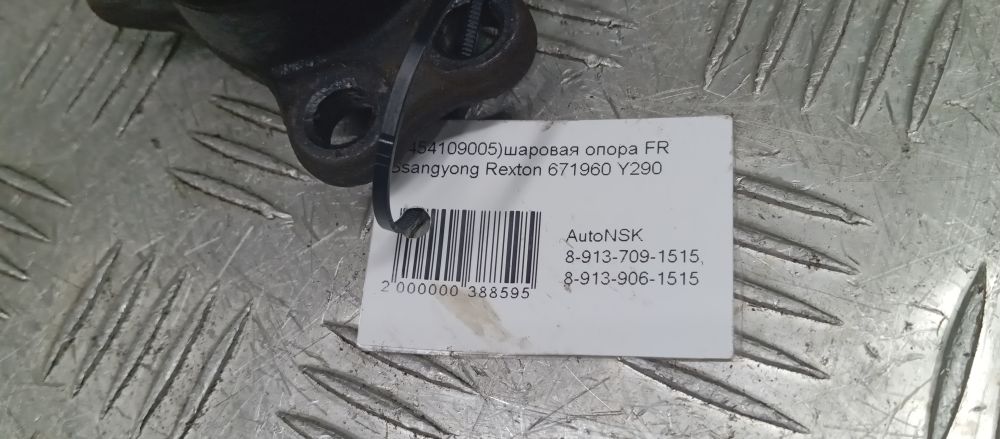 454109005)шаровая опора FR
Ssangyong Rexton 671960 Y290
AutoNSK
8-913-709-1515,
8-913-906-1515
2 000000 388595